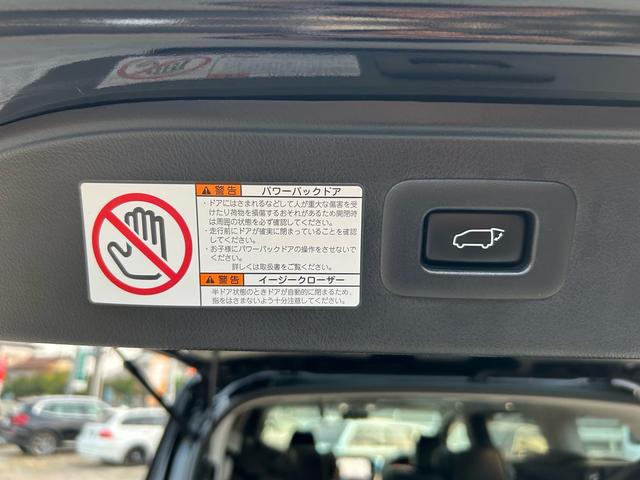 警告 パワーバックドア
・ドアにはさまれるなどして人が重大な傷害を受
けたり荷物を損傷するおそれがあるため開閉時
は周囲の状態を必ず確認してください。
・走行前にドアが確実に閉まっていることを確認
してください。
・お子様にパワーバックドアの操作をさせないで
ください。
詳しくは取扱書をご覧ください。
警告 イージークローザー
半ドア状態のときドアが自動的に閉まるため、
指をはさまないよう十分注意してください。